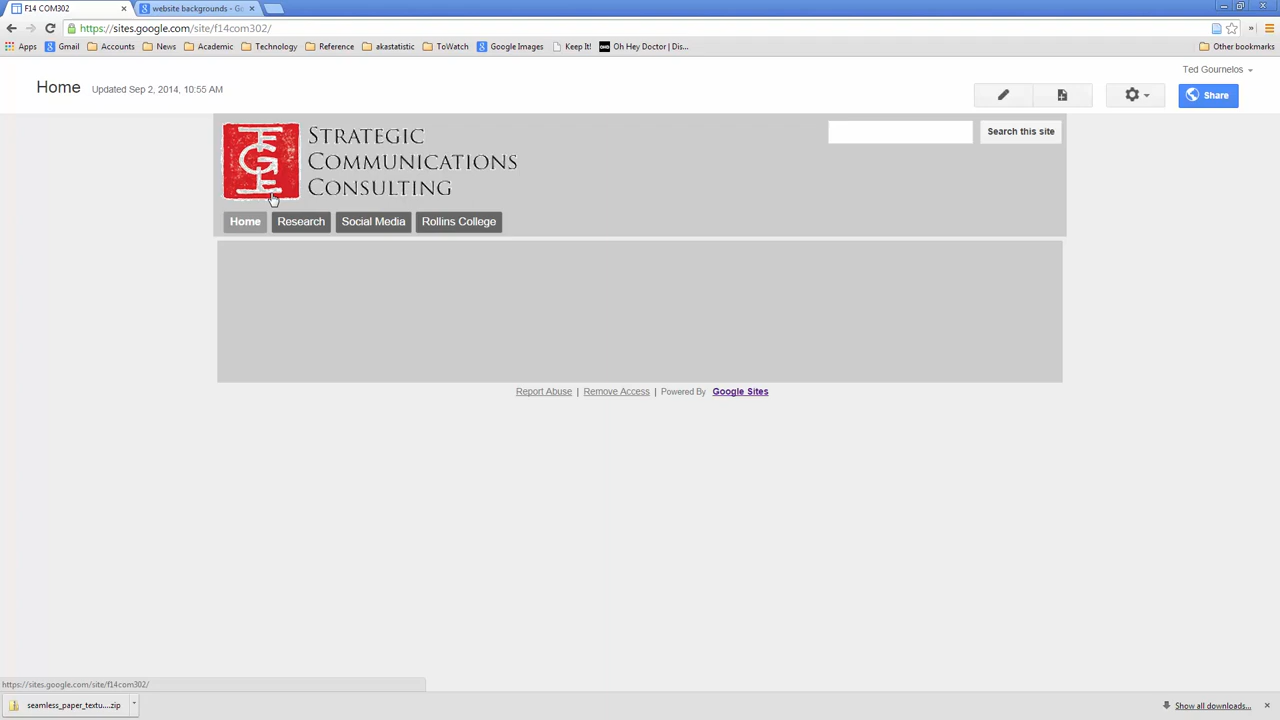 F14 COM302
website backgrounds - Go
https://sites.google.com/site/f14com302/
Apps Gmail Accounts News Academic Technology Reference akastatistic ToWatch Google Images Keep It! Oh Hey Doctor | Dis... Other bookmarks
Ted Gournelos
Home Updated Sep 2, 2014, 10:55 AM
Share
STRATEGIC
COMMUNICATIONS
CONSULTING
Search this site
Home Research Social Media Rollins College
Report Abuse | Remove Access | Powered By Google Sites
https://sites.google.com/site/f14com302/
seamless_paper_textu....zip
Show all downloads...